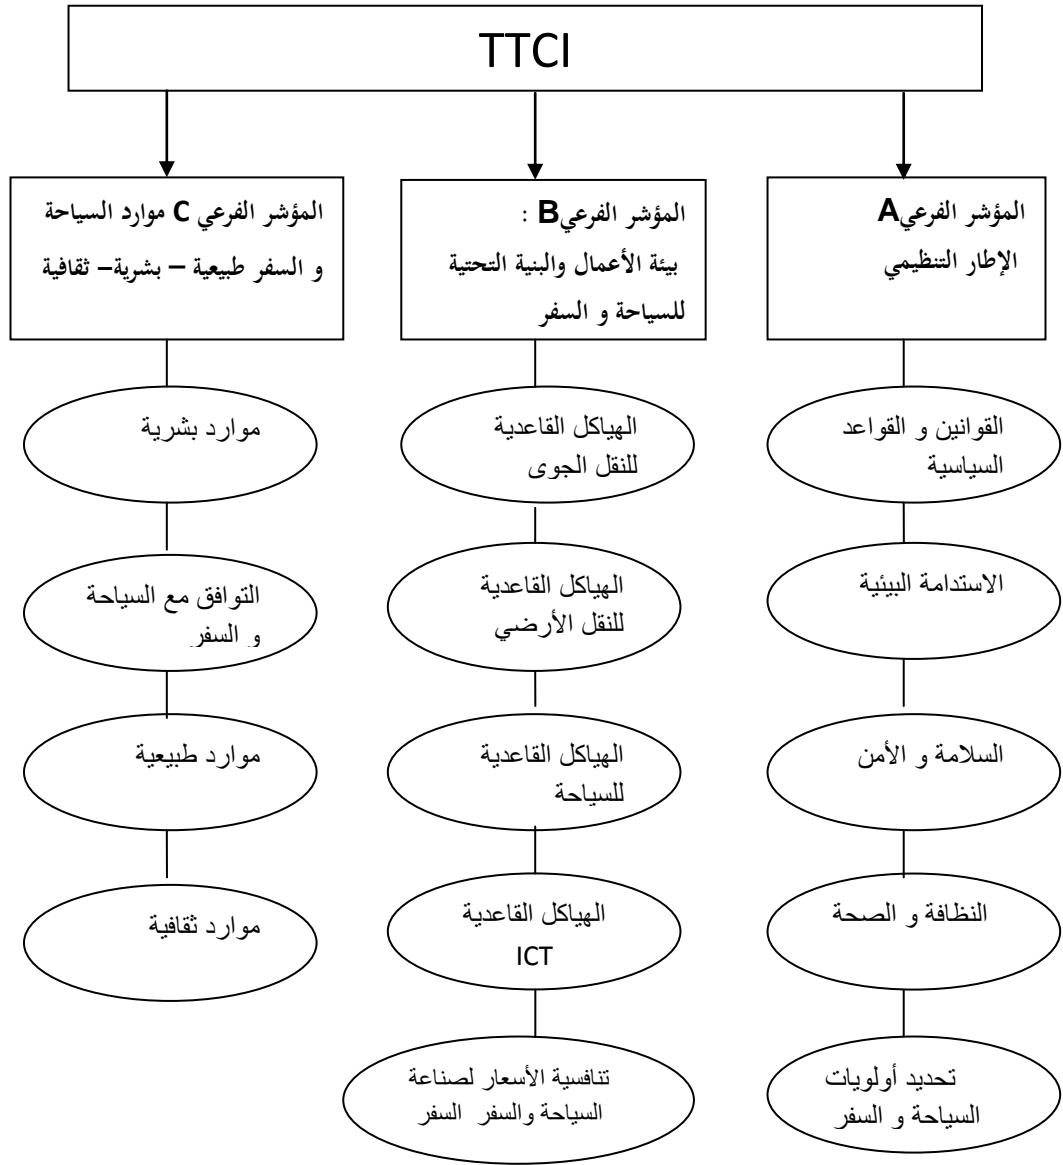 TTCI
المؤشر الفرعيA
الإطار التنظيمي
المؤشر الفرعيB :
بيئة الأعمال والبنية التحتية
للسياحة و السفر
المؤشر الفرعي C موارد السياحة
و السفر طبيعية – بشرية– ثقافية
القوانين و القواعد
السياسية
الاستدامة البيئية
السلامة و الأمن
النظافة و الصحة
تحديد أولويات
السياحة و السفر
الهياكل القاعدية
للنقل الجوى
الهياكل القاعدية
للنقل الأرضي
الهياكل القاعدية
للسياحة
الهياكل القاعدية
ICT
تنافسية الأسعار لصناعة
السياحة والسفر السفر
موارد بشرية
التوافق مع السياحة
و السفر
موارد طبيعية
موارد ثقافية